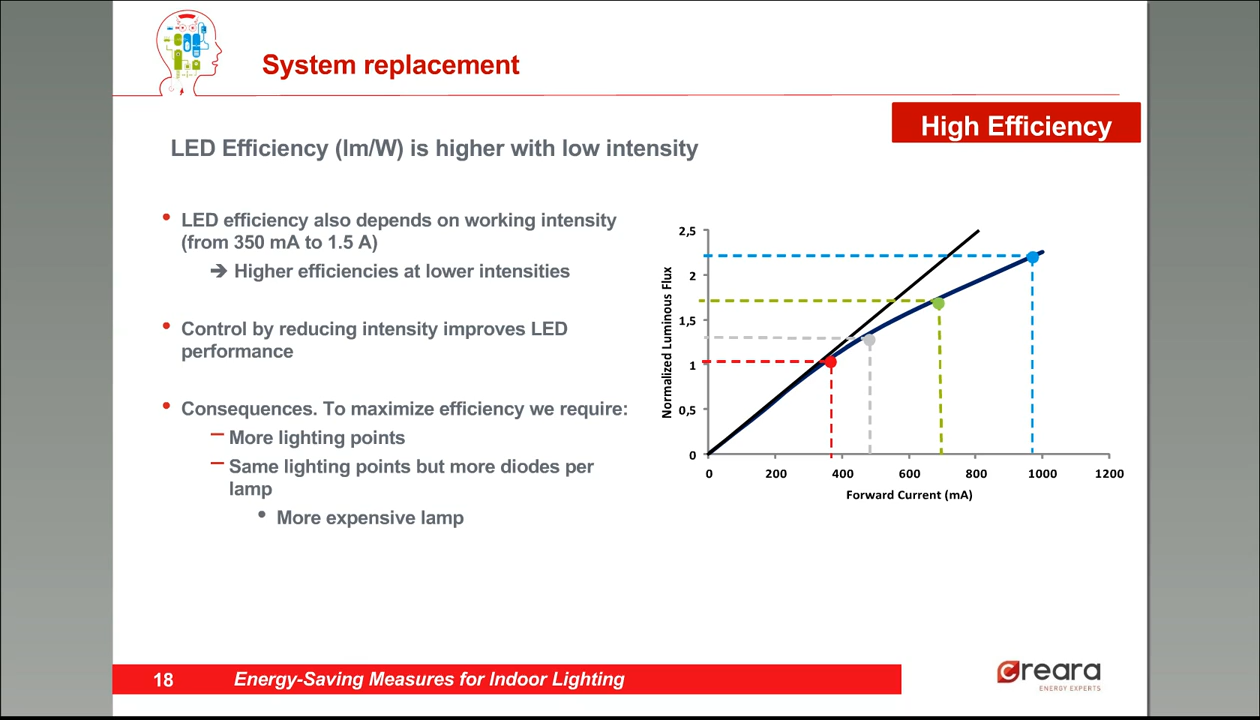 System replacement
High Efficiency
LED Efficiency (lm/W) is higher with low intensity
• LED efficiency also depends on working intensity
(from 350 mA to 1.5 A)
➔ Higher efficiencies at lower intensities
• Control by reducing intensity improves LED
performance
• Consequences. To maximize efficiency we require:
– More lighting points
– Same lighting points but more diodes per
lamp
• More expensive lamp
Normalized Luminous Flux
2,5
2
1,5
1
0,5
0
0 200 400 600 800 1000 1200
Forward Current (mA)
18 Energy-Saving Measures for Indoor Lighting
creara
ENERGY EXPERTS